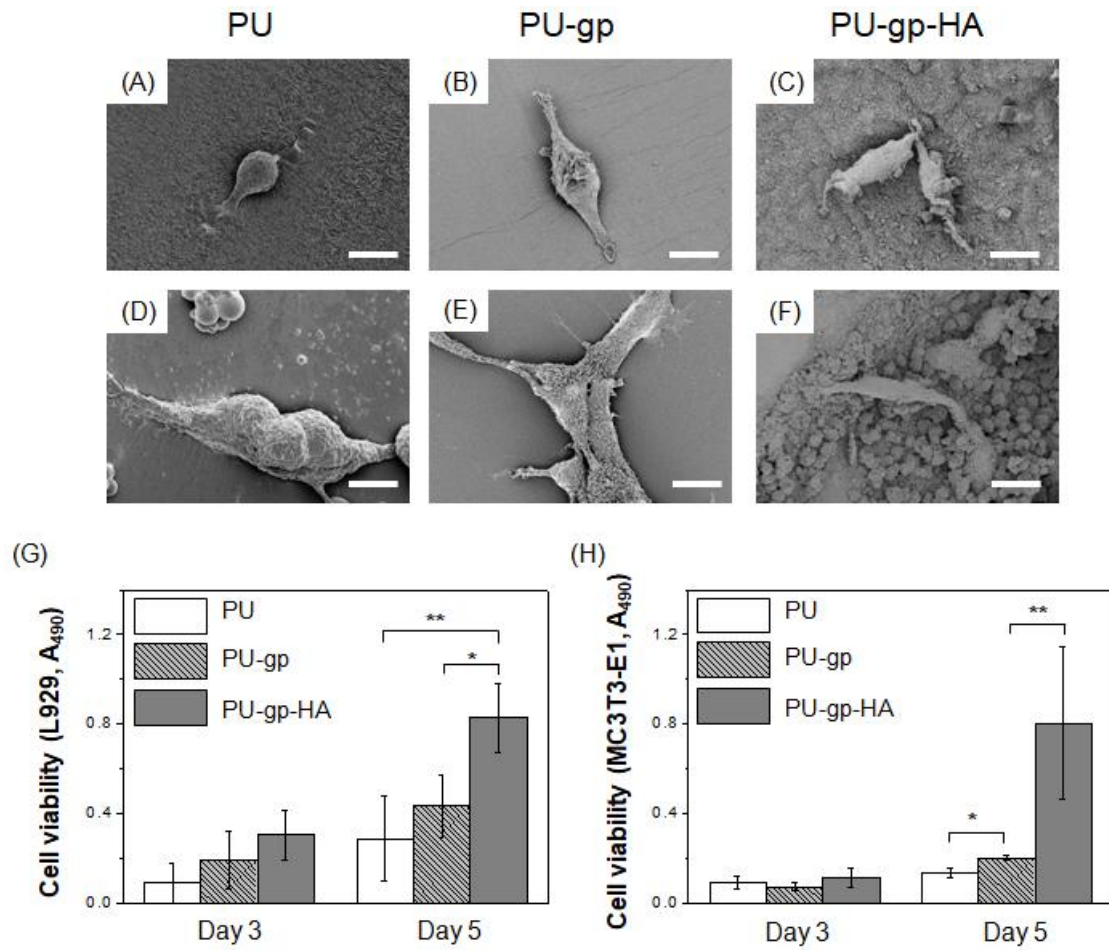 PU PU-gp PU-gp-HA
(A) (B) (C)
(D) (E) (F)
(G)
Cell viability (L929, A490)
1.2
0.8
0.4
0.0
PU
PU-gp
PU-gp-HA
**
*
Day 3 Day 5
(H)
Cell viability (MC3T3-E1, A490)
1.2
0.8
0.4
0.0
PU
PU-gp
PU-gp-HA
**
*
Day 3 Day 5